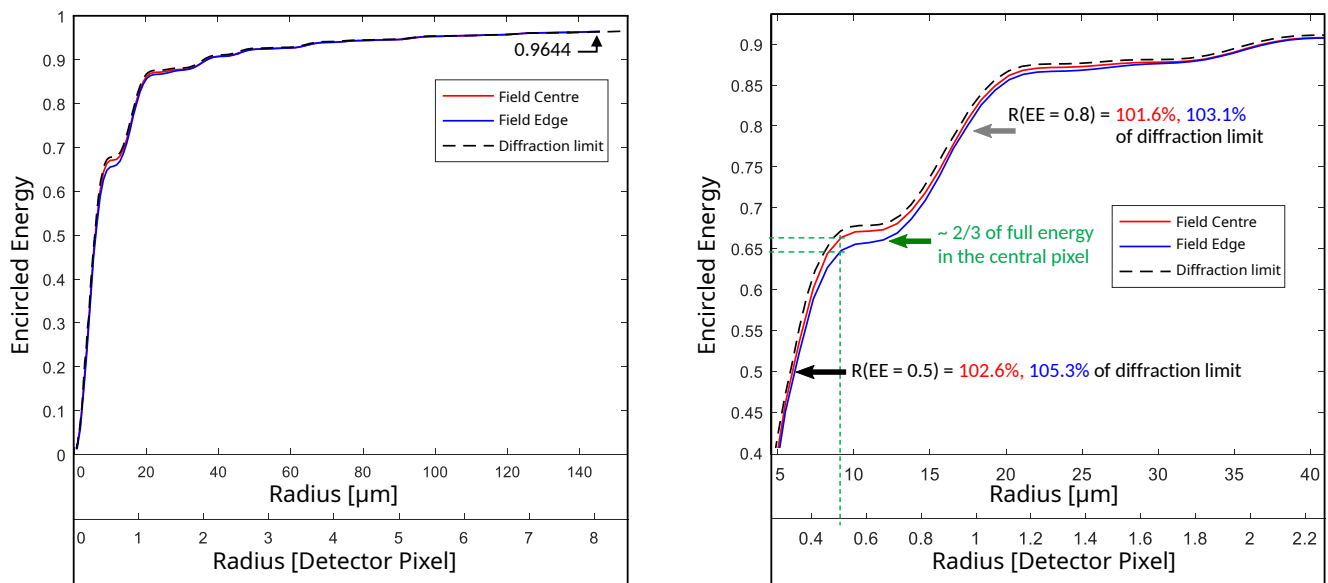 Encircled Energy
1
0.9
0.8
0.7
0.6
0.5
0.4
0.3
0.2
0.1
0
0.9644
Field Centre
Field Edge
Diffraction limit
0 20 40 60 80 100 120 140
Radius [μm]
0 1 2 3 4 5 6 7 8
Radius [Detector Pixel]
Encircled Energy
0.9
0.85
0.8
0.75
0.7
0.65
0.6
0.55
0.5
0.45
0.4
R(EE = 0.8) = 101.6%, 103.1%
of diffraction limit
Field Centre
Field Edge
Diffraction limit
~ 2/3 of full energy
in the central pixel
R(EE = 0.5) = 102.6%, 105.3% of diffraction limit
5 10 15 20 25 30 35 40
Radius [μm]
0.4 0.6 0.8 1 1.2 1.4 1.6 1.8 2 2.2
Radius [Detector Pixel]